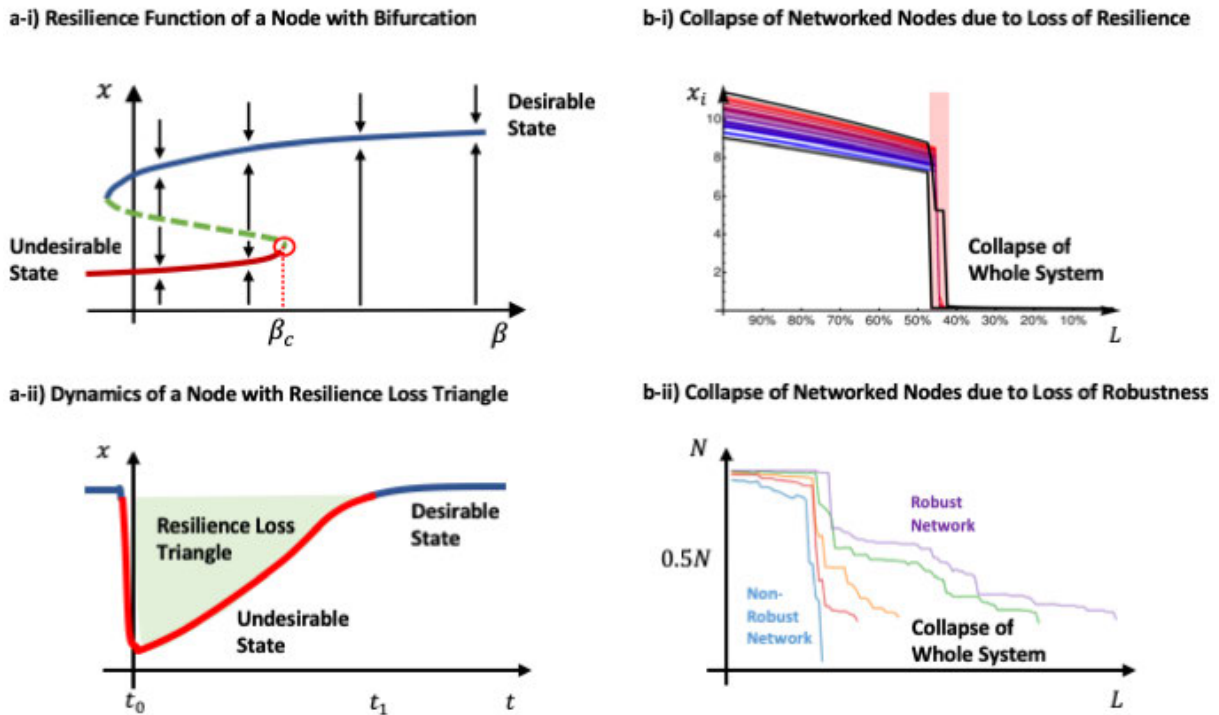 a-i) Resilience Function of a Node with Bifurcation
x
Desirable
State
Undesirable
State
β_c
β
b-i) Collapse of Networked Nodes due to Loss of Resilience
x_i
10
8
6
4
2
Collapse of
Whole System
90% 80% 70% 60% 50% 40% 30% 20% 10%
L
a-ii) Dynamics of a Node with Resilience Loss Triangle
x
Resilience Loss
Triangle
Desirable
State
Undesirable
State
t_0
t_1
t
b-ii) Collapse of Networked Nodes due to Loss of Robustness
N
Robust
Network
0.5N
Non-
Robust
Network
Collapse of
Whole System
L